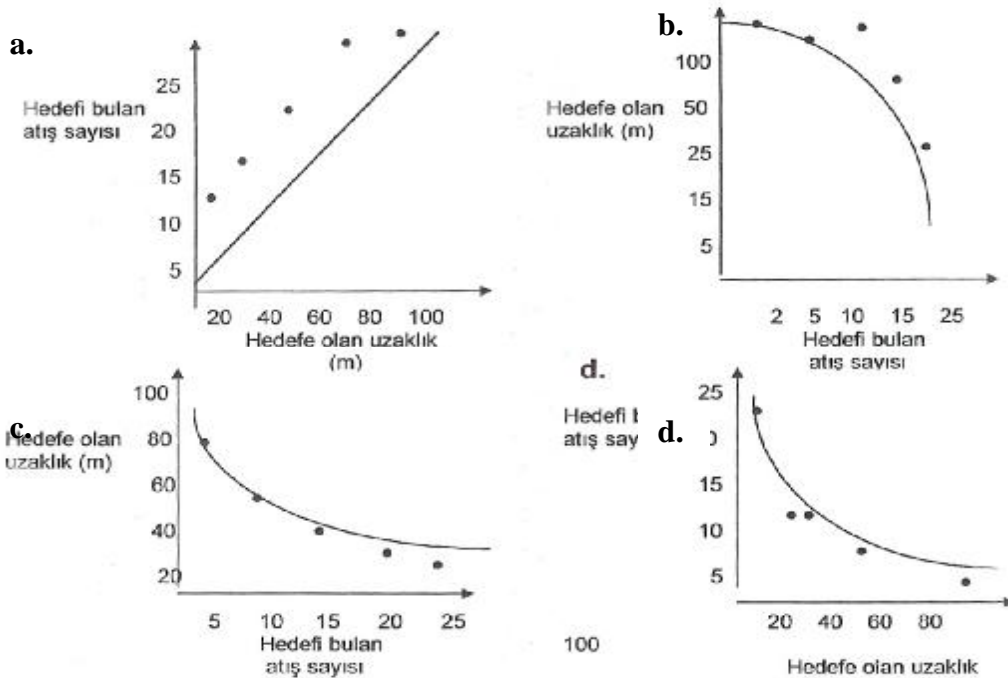 a.
25
Hedefi bulan
atış sayısı
20
15
10
5
20 40 60 80 100
Hedefe olan uzaklık
(m)
b.
100
Hedefe olan
uzaklık (m)
50
25
15
5
2 5 10 15 25
Hedefi bulan
atış sayısı
c.
100
Hedefe olan
uzaklık (m)
80
60
40
20
5 10 15 20 25
Hedefi bulan
atış sayısı
d.
Hedefi
atış
d.
25
15
10
5
100
20 40 60 80
Hedefe olan uzaklık